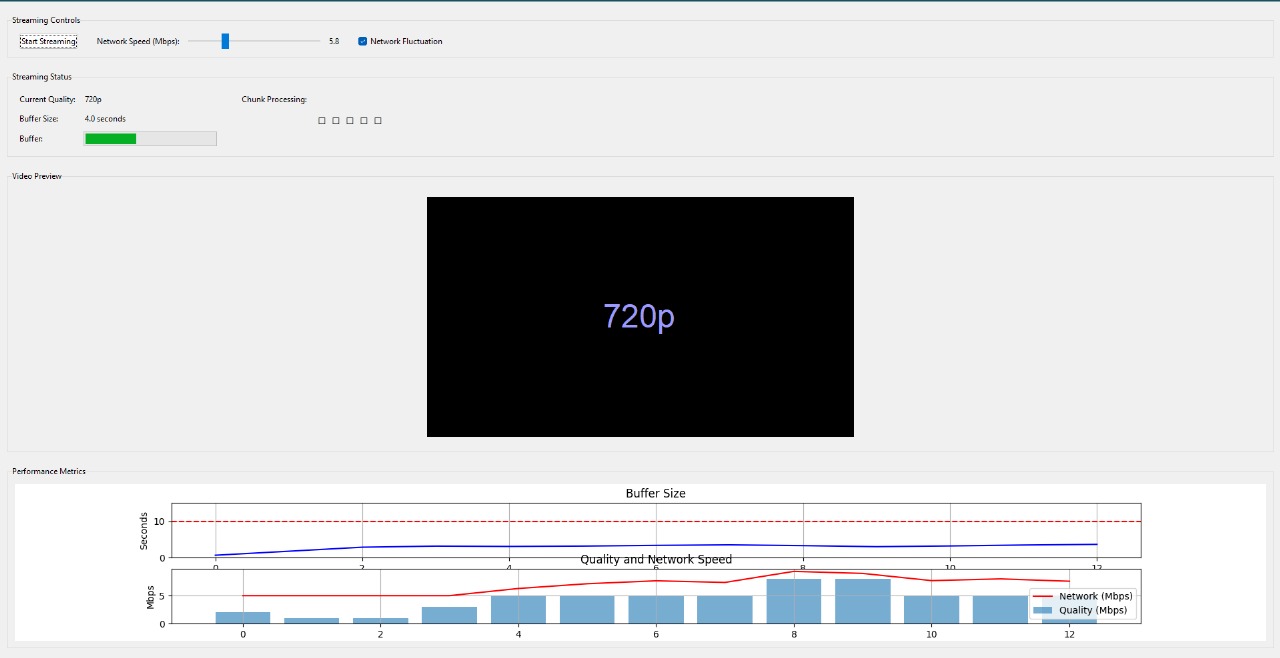 Streaming Controls
Start Streaming Network Speed (Mbps): 5.8 Network Fluctuation
Streaming Status
Current Quality: 720p Chunk Processing:
Buffer Size: 4.0 seconds
Buffer:
Video Preview
720p
Performance Metrics
Buffer Size
Seconds
10
0
0 2 4 6 8 10 12
Quality and Network Speed
Mbps
5
0
Network (Mbps)
Quality (Mbps)
0 2 4 6 8 10 12